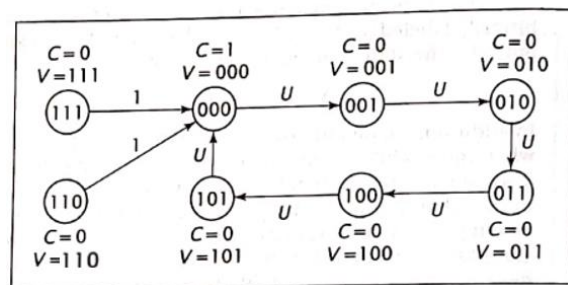 C=0 C=1 C=0 C=0
V=111 V=000 V=001 V=010
111 1 000 U 001 U 010
1 U U
110 101 U 100 U 011
C=0 C=0 C=0 C=0
V=110 V=101 V=100 V=011